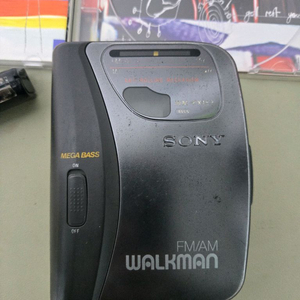 SONY
MEGA BASS
ON
OFF
FM/AM
WALKMAN